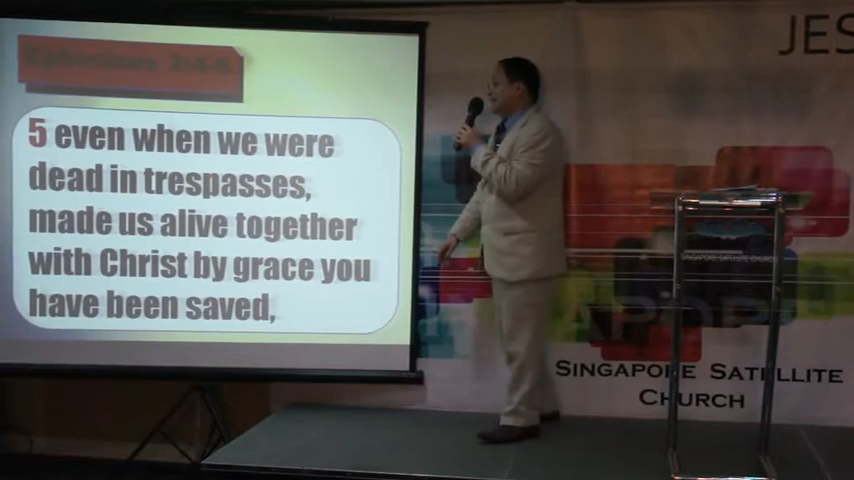 Ephesians 2:4-6
5 even when we were
dead in trespasses,
made us alive together
with Christ by grace you
have been saved,
JES
SINGAPORE SATELLITE
CHURCH